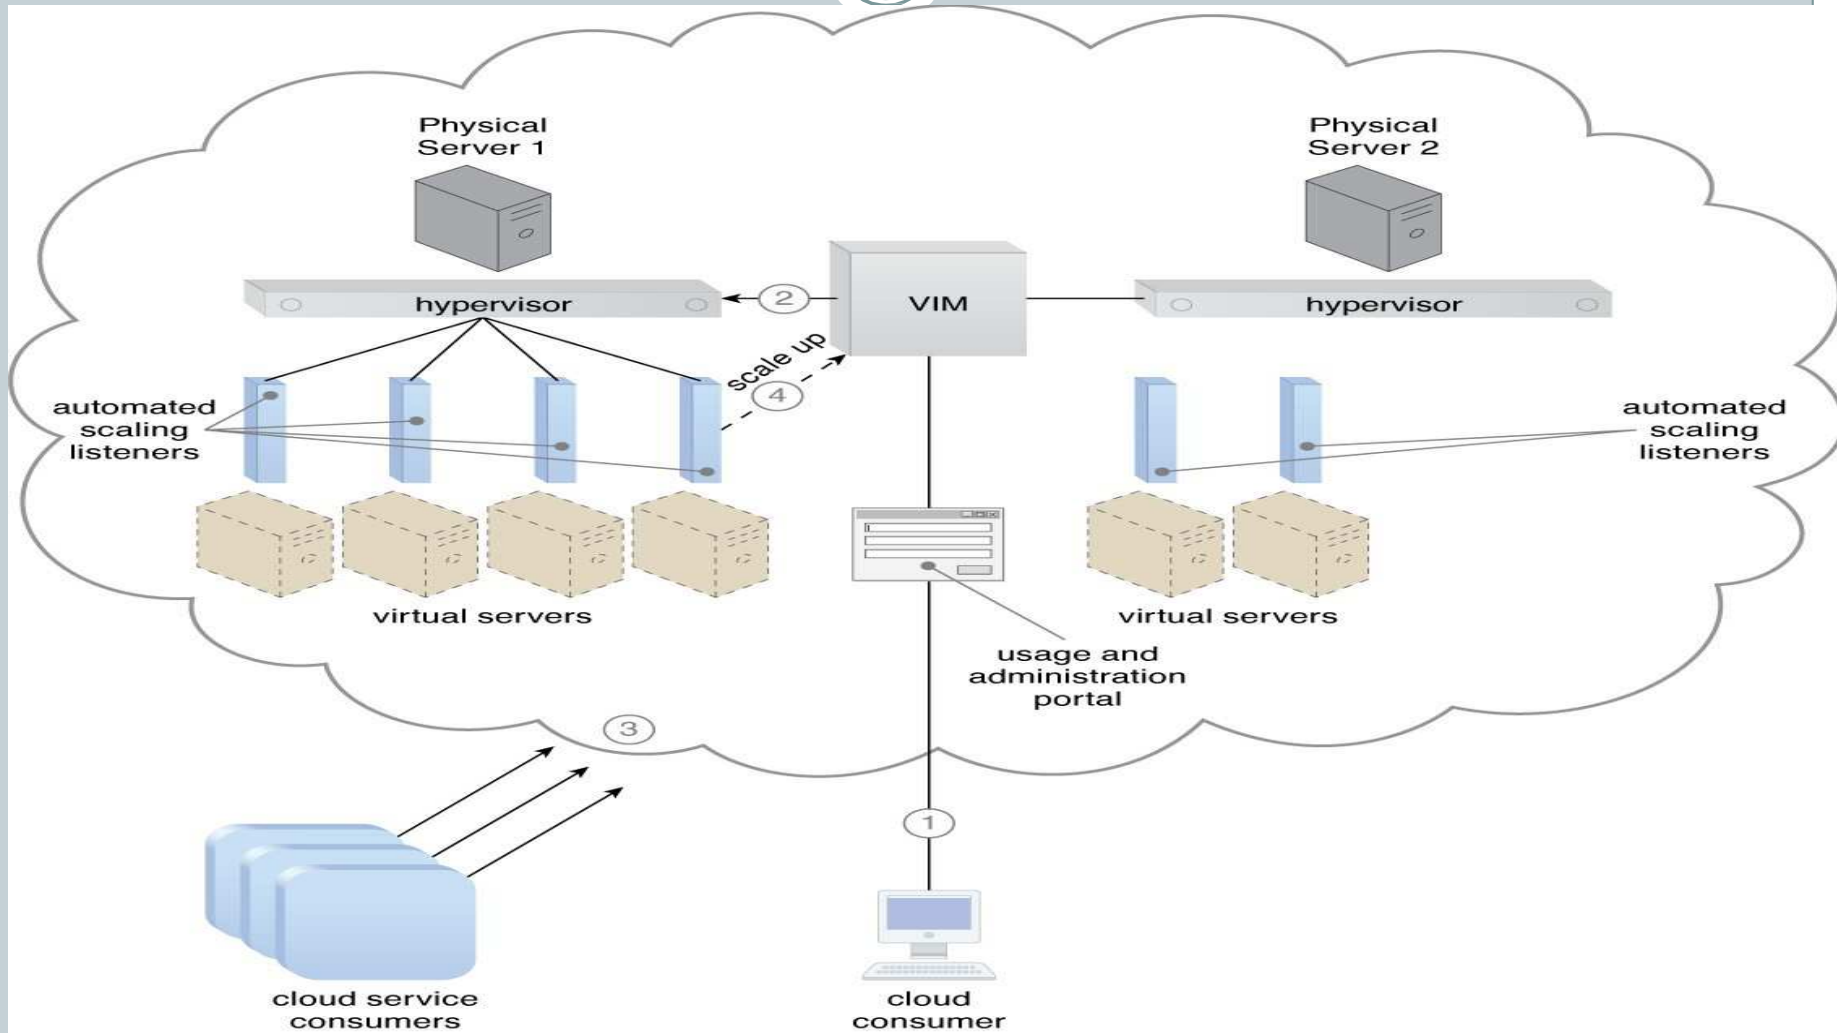 Physical
Server 1
Physical
Server 2
hypervisor
2
VIM
hypervisor
scale up
4
automated
scaling
listeners
automated
scaling
listeners
virtual servers
virtual servers
usage and
administration
portal
3
1
cloud service
consumers
cloud
consumer